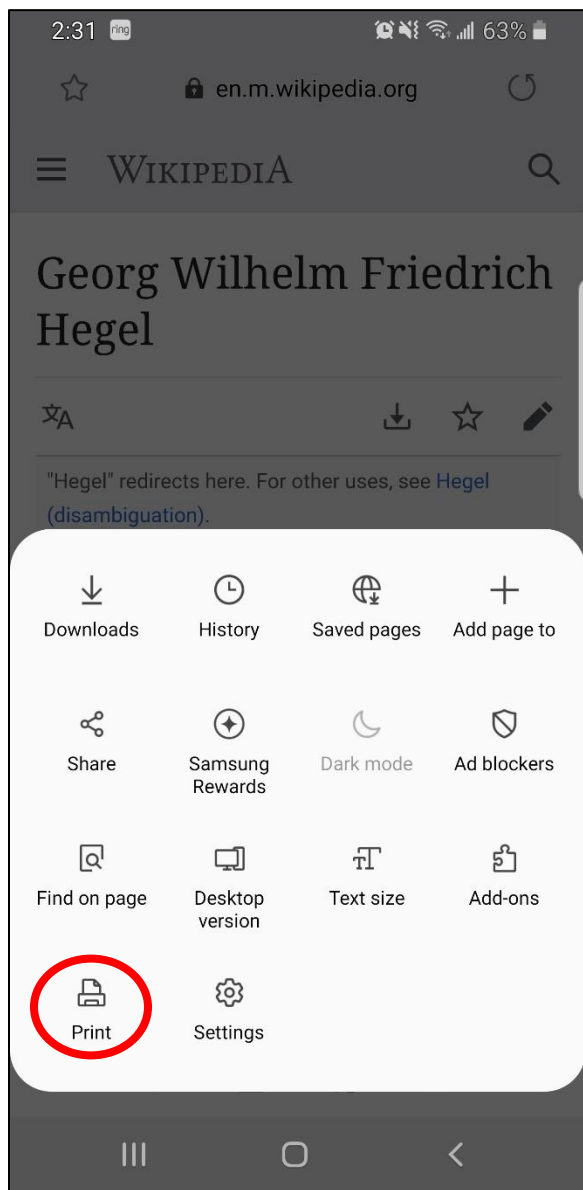 2:31 ring 63%
en.m.wikipedia.org
WIKIPEDIA
Georg Wilhelm Friedrich
Hegel
文A
"Hegel" redirects here. For other uses, see Hegel
(disambiguation).
Downloads History Saved pages Add page to
Share Samsung Rewards Dark mode Ad blockers
Find on page Desktop version Text size Add-ons
Print Settings